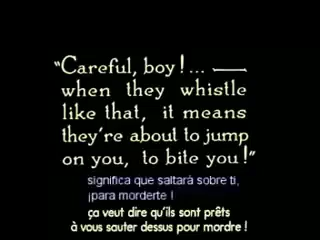 "Careful, boy!... —
when they whistle
like that, it means
they're about to jump
on you, to bite you!"
significa que saltarà sobre ti,
¡para morderte !
ça veut dire qu'ils sont prêts
à vous sauter dessus pour mordre !